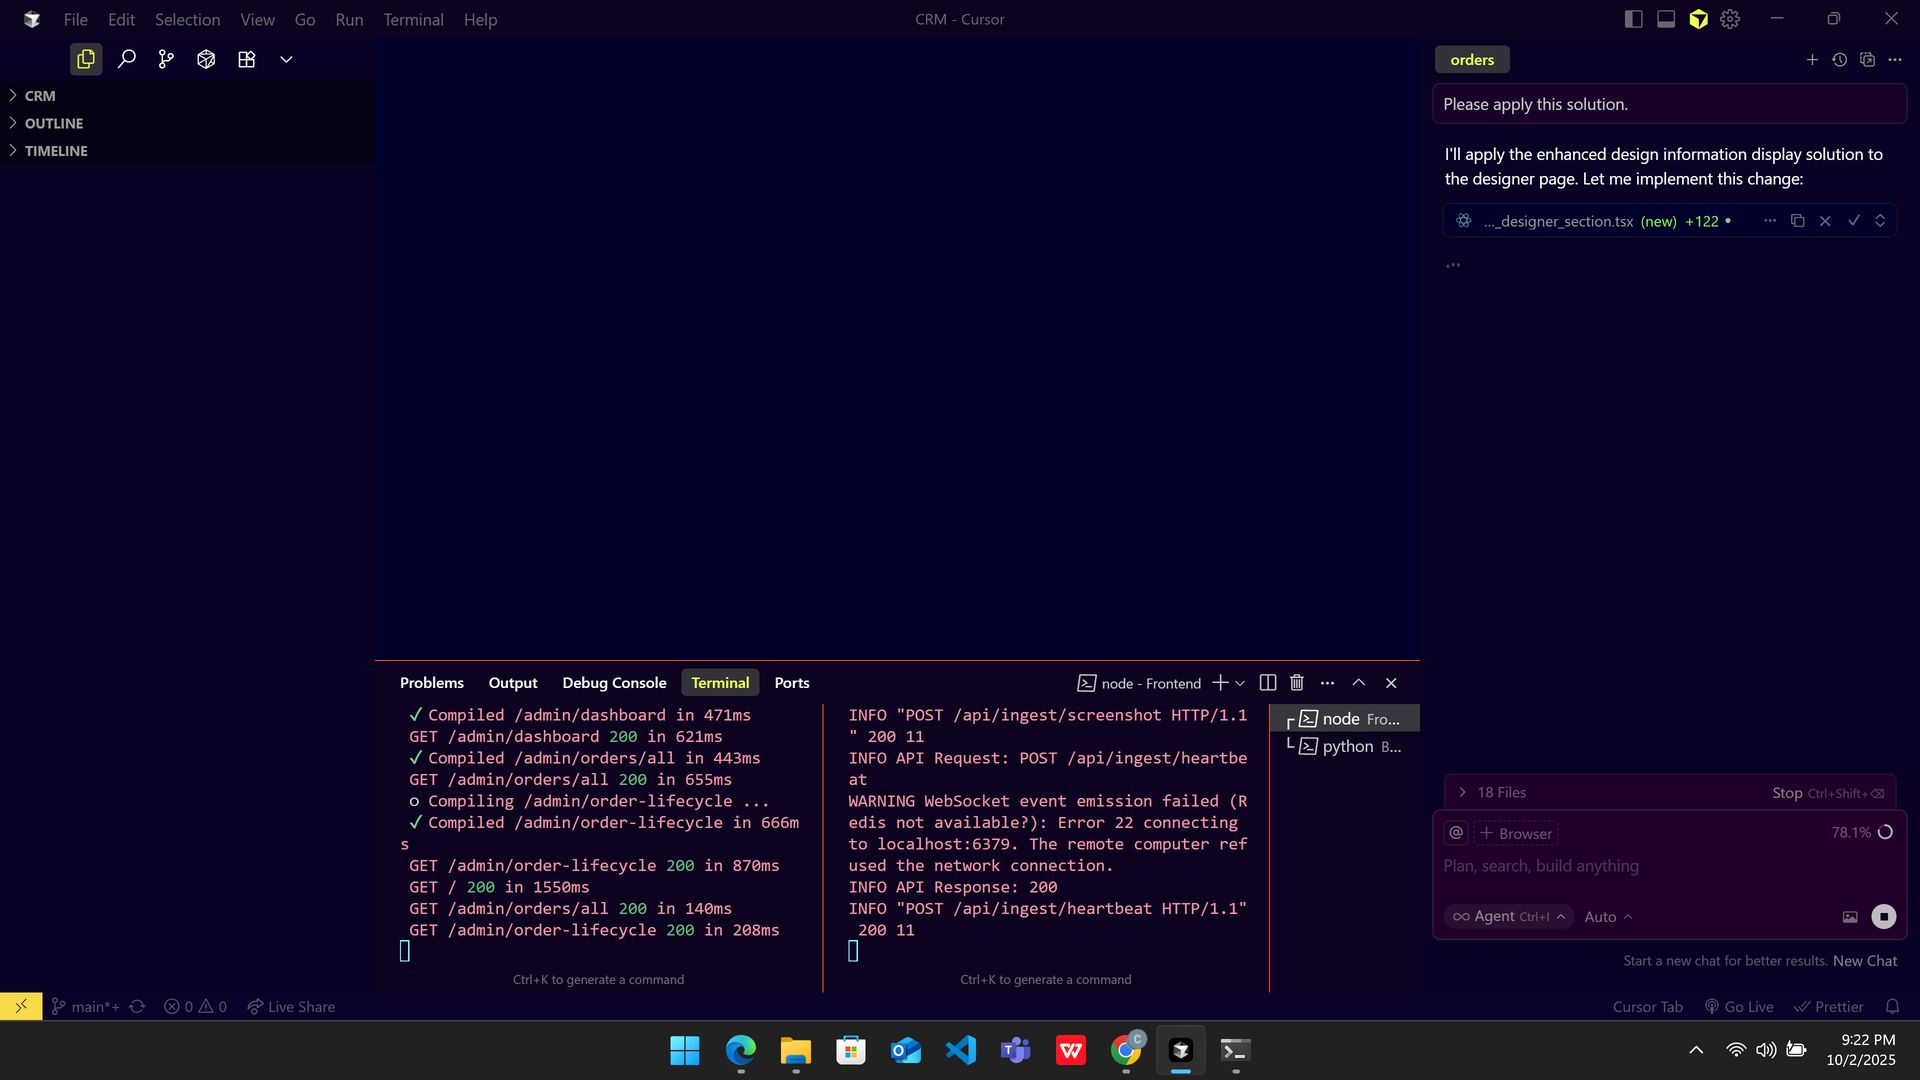 File Edit Selection View Go Run Terminal Help
CRM - Cursor
CRM
OUTLINE
TIMELINE
orders
Please apply this solution.
I'll apply the enhanced design information display solution to
the designer page. Let me implement this change:
..._designer_section.tsx (new) +122
Problems Output Debug Console Terminal Ports
node - Frontend
✓ Compiled /admin/dashboard in 471ms
GET /admin/dashboard 200 in 621ms
✓ Compiled /admin/orders/all in 443ms
GET /admin/orders/all 200 in 655ms
○ Compiling /admin/order-lifecycle ...
✓ Compiled /admin/order-lifecycle in 666m
s
GET /admin/order-lifecycle 200 in 870ms
GET / 200 in 1550ms
GET /admin/orders/all 200 in 140ms
GET /admin/order-lifecycle 200 in 208ms
Ctrl+K to generate a command
INFO "POST /api/ingest/screenshot HTTP/1.1
" 200 11
INFO API Request: POST /api/ingest/heartbe
at
WARNING WebSocket event emission failed (R
edis not available?): Error 22 connecting
to localhost:6379. The remote computer ref
used the network connection.
INFO API Response: 200
INFO "POST /api/ingest/heartbeat HTTP/1.1"
200 11
Ctrl+K to generate a command
node Fro...
python B...
18 Files
Stop Ctrl+Shift+⌫
@ + Browser 78.1%
Plan, search, build anything
Agent Ctrl+I Auto
Start a new chat for better results. New Chat
main*+ 0 0 Live Share
Cursor Tab Go Live Prettier
9:22 PM
10/2/2025